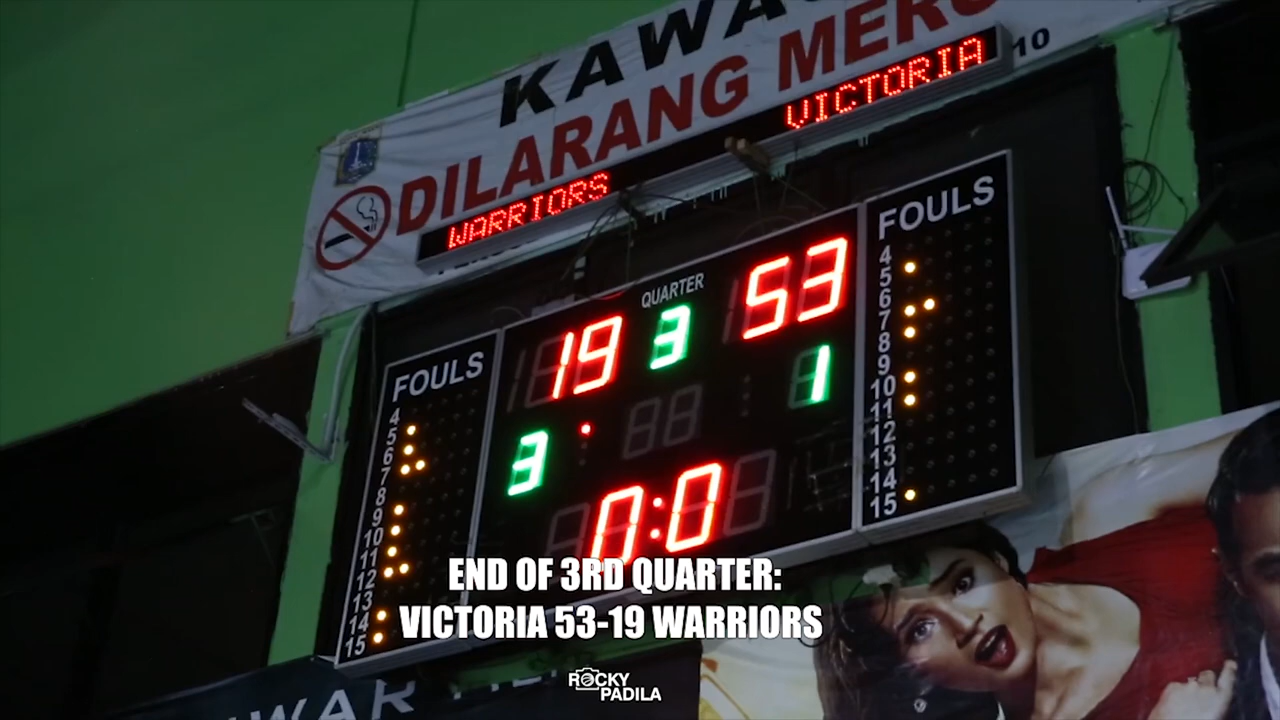 KAWA
DILARANG MERO
10
VICTORIA
WARRIORS
FOULS
4
5
6
7
8
9
10
11
12
13
14
15
QUARTER
19 3 53
3 1
0:0
FOULS
4
5
6
7
8
9
10
11
12
13
14
15
END OF 3RD QUARTER:
VICTORIA 53-19 WARRIORS
ROCKY
PADILA